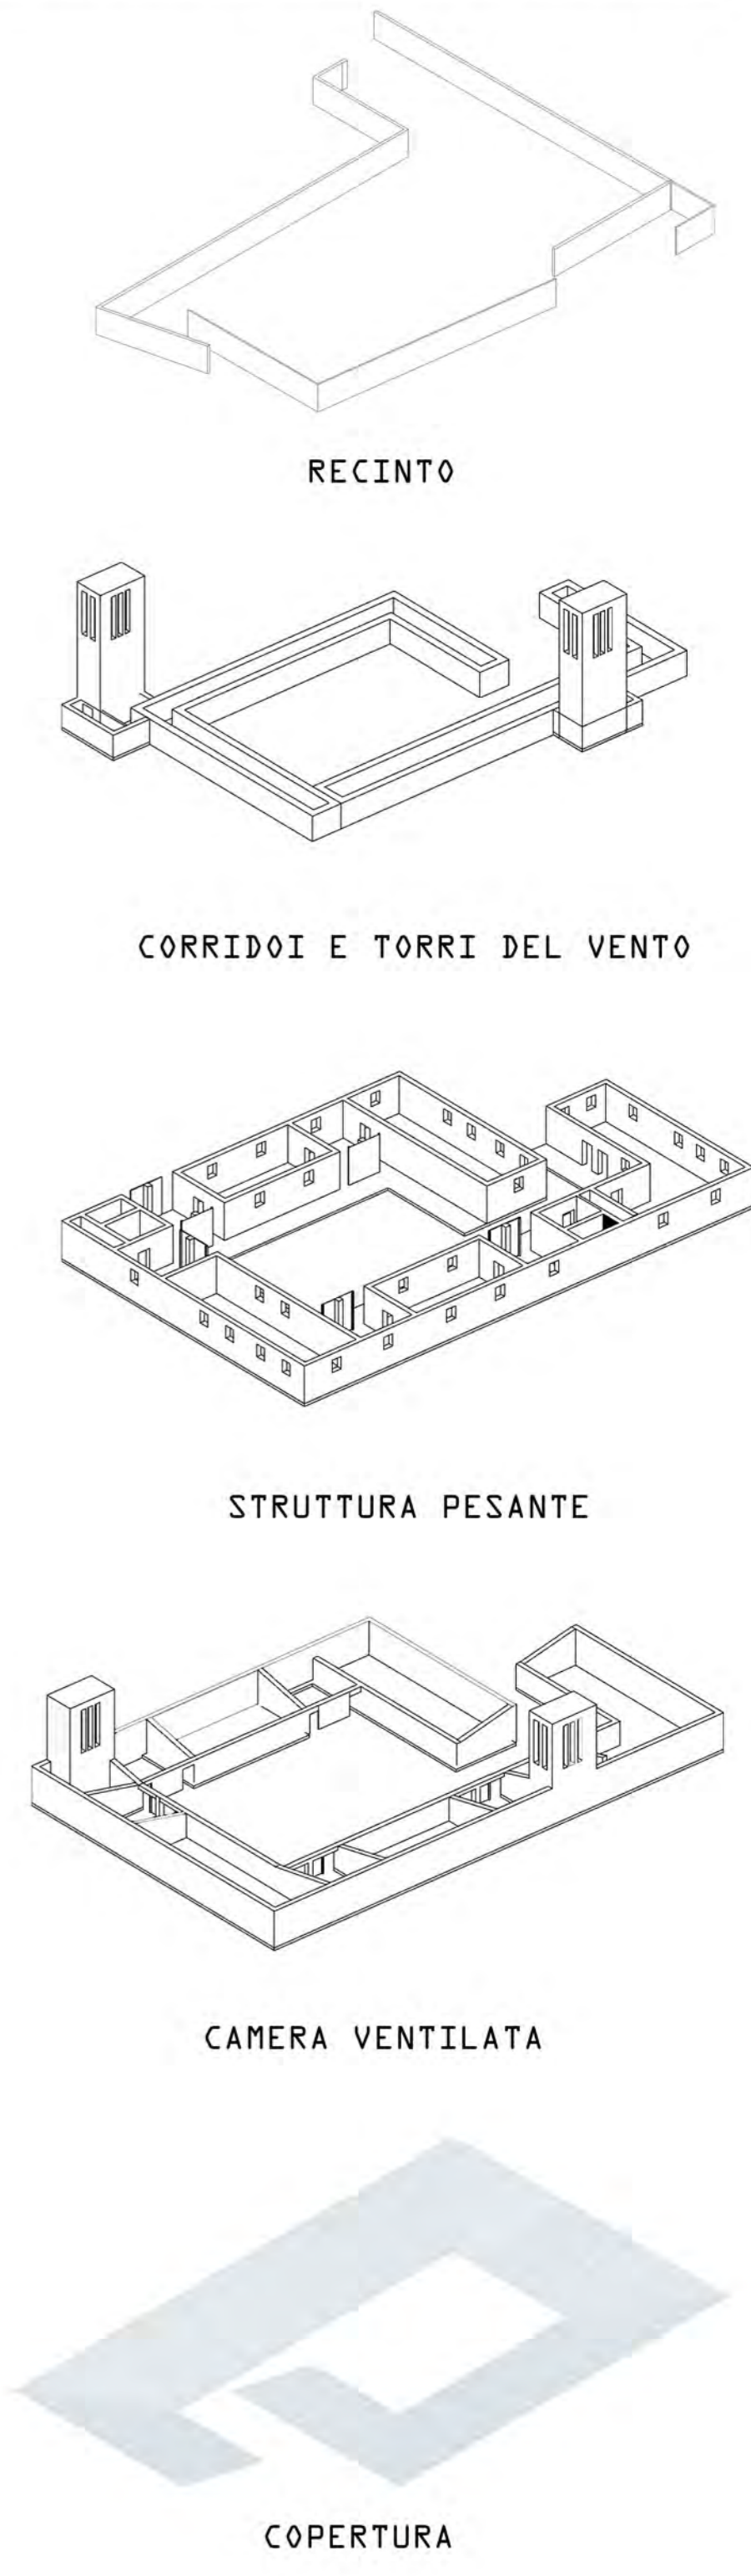 RECINTO
CORRIDOI E TORRI DEL VENTO
STRUTTURA PESANTE
CAMERA VENTILATA
COPERTURA